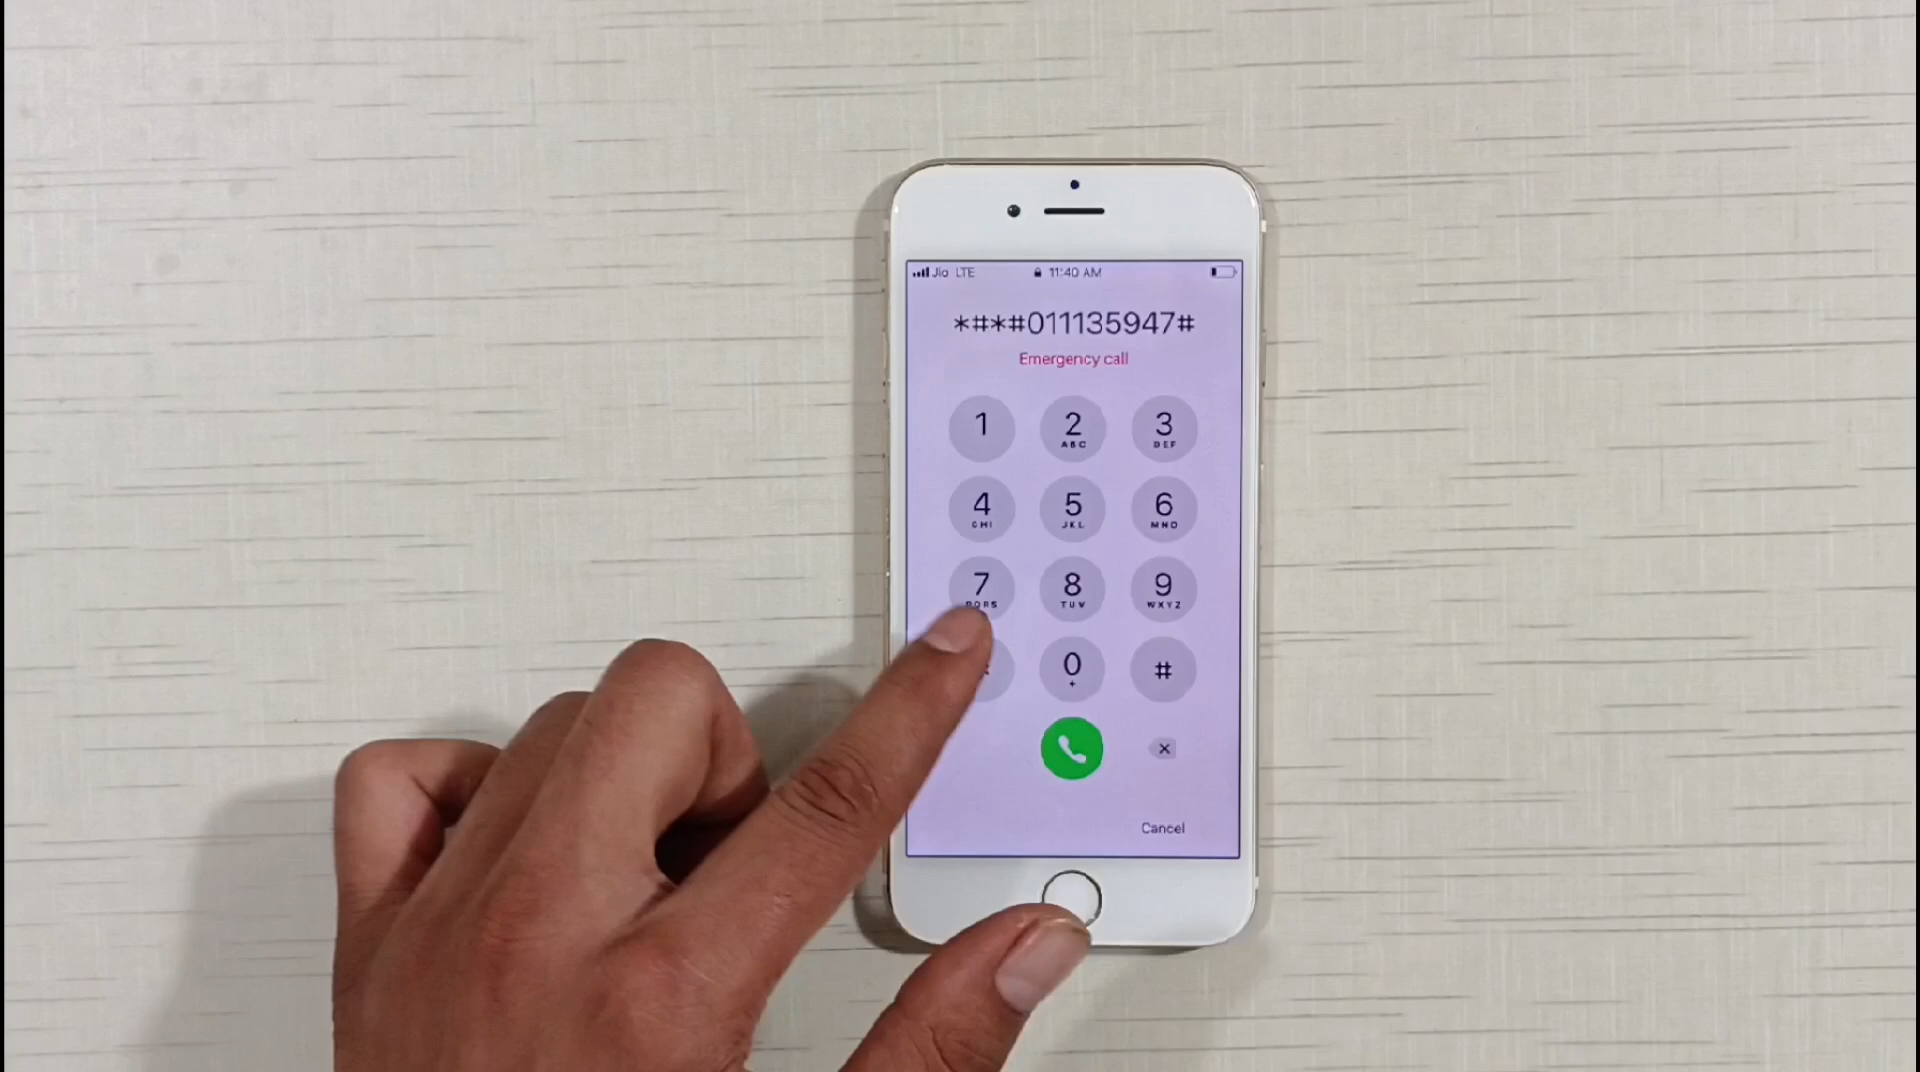 Jio LTE 11:40 AM
*#*#011135947#
Emergency call
1 2 3
ABC DEF
4 5 6
GHI JKL MNO
7 8 9
PQRS TUV WXYZ
0 #
+
Cancel